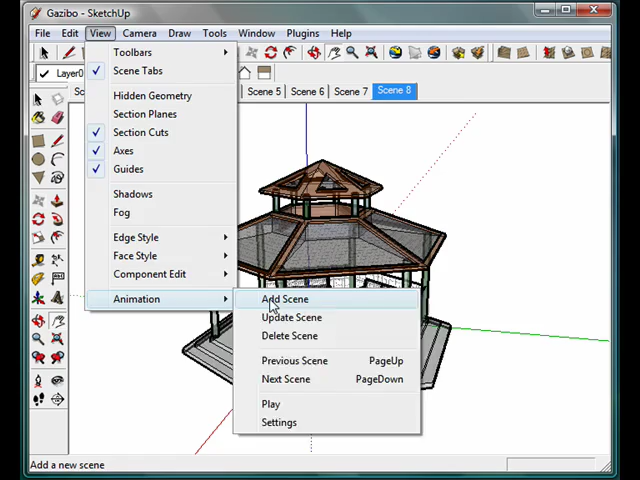 Gazibo - SketchUp
File Edit View Camera Draw Tools Window Plugins Help
Layer0
Scene 5 Scene 6 Scene 7 Scene 8
Toolbars
Scene Tabs
Hidden Geometry
Section Planes
Section Cuts
Axes
Guides
Shadows
Fog
Edge Style
Face Style
Component Edit
Animation
Add Scene
Update Scene
Delete Scene
Previous Scene PageUp
Next Scene PageDown
Play
Settings
Add a new scene